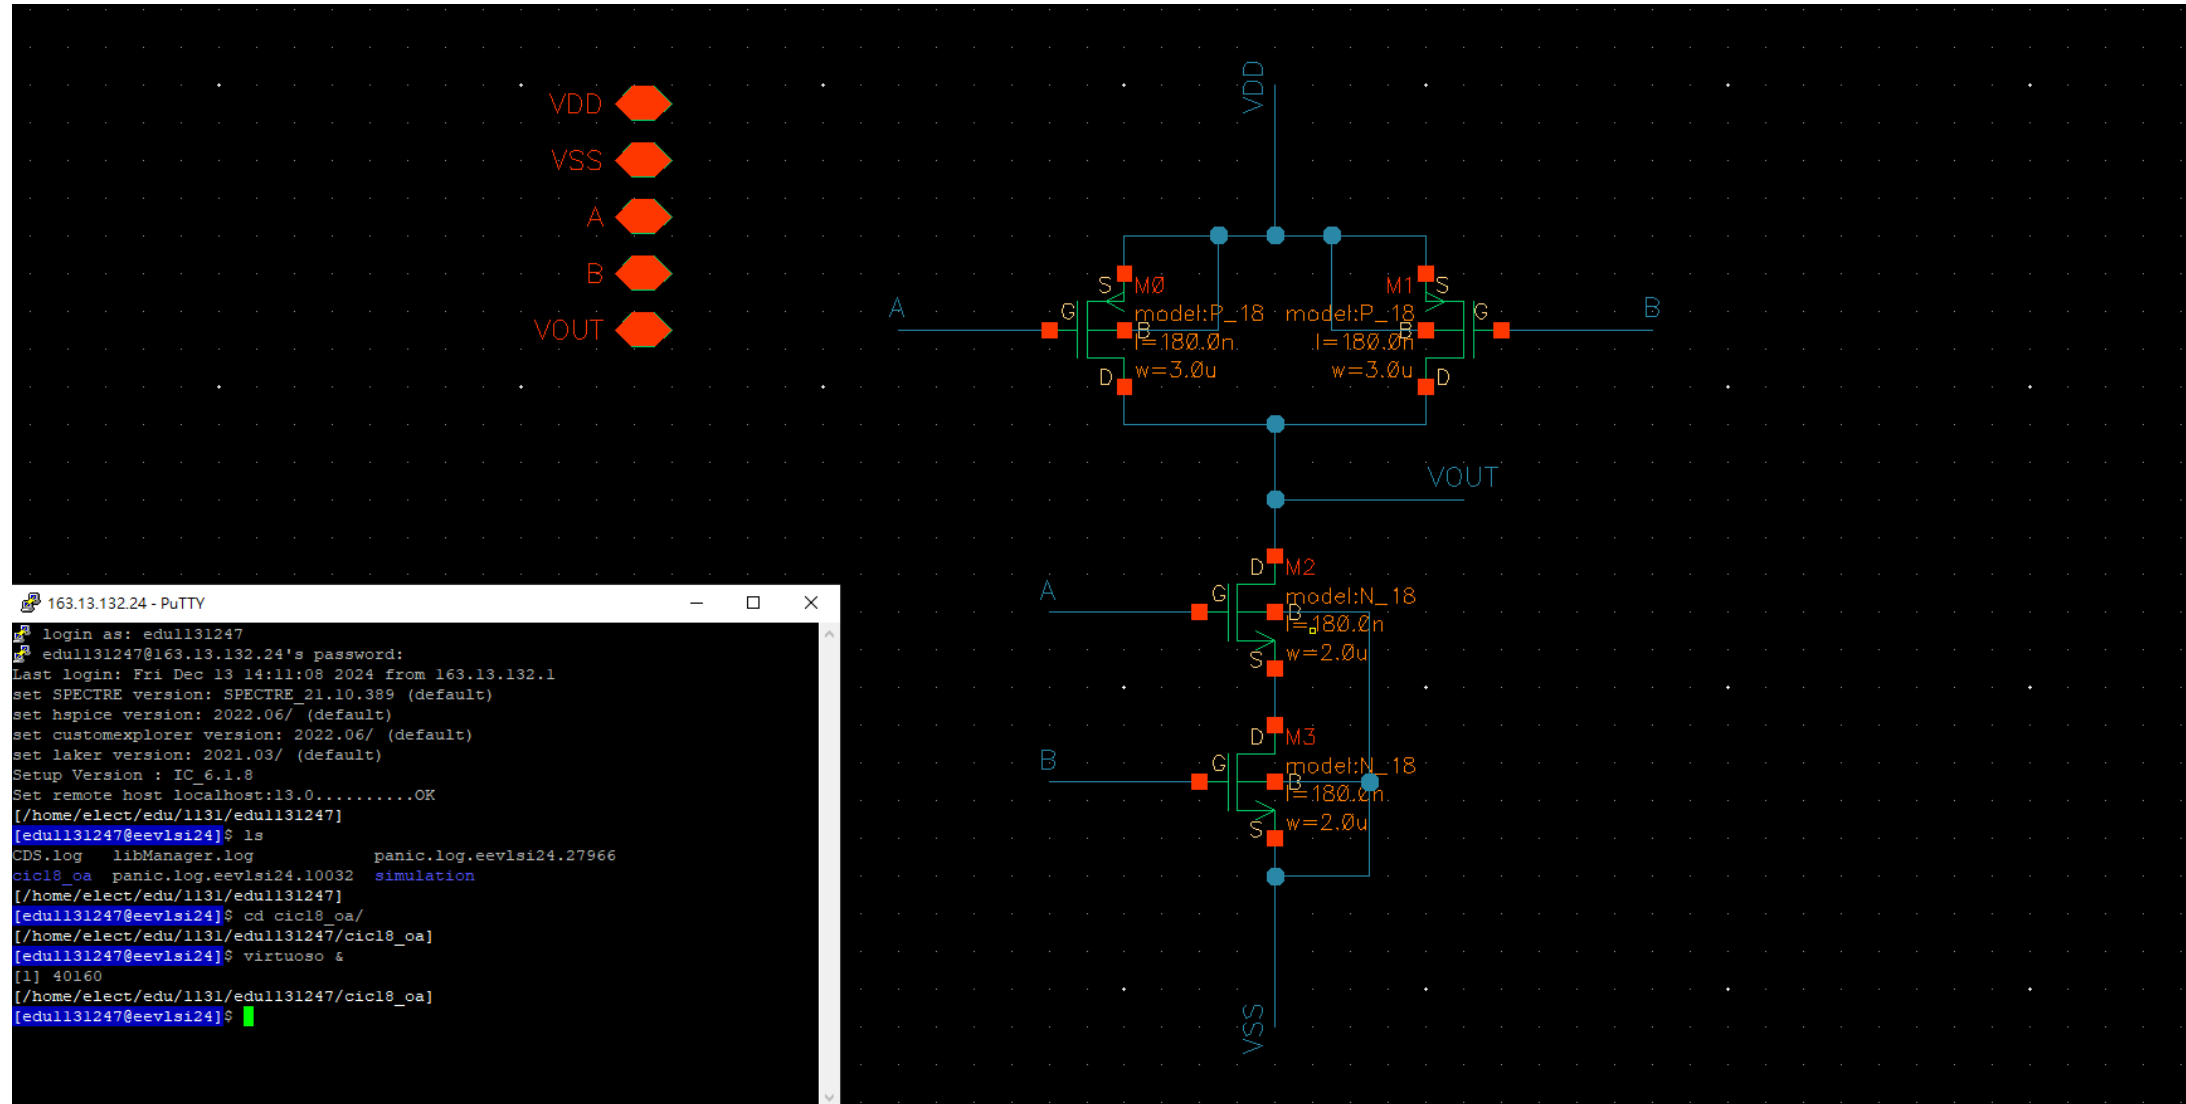 VDD
VSS
A
B
VOUT
VDD
A
B
S
MØ
G
model:P_18
B
l=180.0n
w=3.Øu
D
M1
S
G
model:P_18
B
l=180.0n
w=3.Øu
D
VOUT
A
D
M2
G
model:N_18
B
l=180.0n
S
w=2.Øu
B
D
M3
G
model:N_18
B
l=180.0n
S
w=2.Øu
VSS
163.13.132.24 - PuTTY
login as: edu1131247
edu1131247@163.13.132.24's password:
Last login: Fri Dec 13 14:11:08 2024 from 163.13.132.1
set SPECTRE version: SPECTRE_21.10.389 (default)
set hspice version: 2022.06/ (default)
set customexplorer version: 2022.06/ (default)
set laker version: 2021.03/ (default)
Setup Version : IC_6.1.8
Set remote host localhost:13.0..........OK
[/home/elect/edu/1131/edu1131247]
[edu1131247@eevlsi24]$ ls
CDS.log libManager.log panic.log.eevlsi24.27966
cic18_oa panic.log.eevlsi24.10032 simulation
[/home/elect/edu/1131/edu1131247]
[edu1131247@eevlsi24]$ cd cic18_oa/
[/home/elect/edu/1131/edu1131247/cic18_oa]
[edu1131247@eevlsi24]$ virtuoso &
[1] 40160
[/home/elect/edu/1131/edu1131247/cic18_oa]
[edu1131247@eevlsi24]$